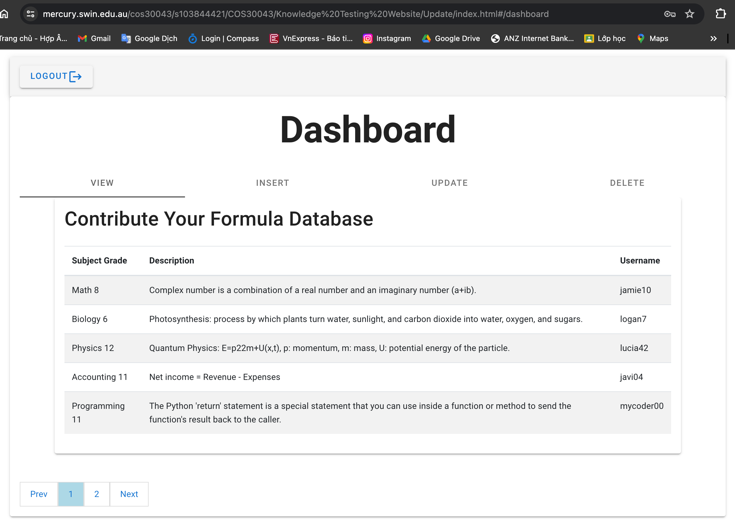 mercury.swin.edu.au/cos30043/s103844421/COS30043/Knowledge%20Testing%20Website/Update/index.html#/dashboard
Trang chủ - Hợp Â... Gmail Google Dịch Login | Compass VnExpress - Báo ti... Instagram Google Drive ANZ Internet Bank... Lớp học Maps »
LOGOUT
Dashboard
VIEW INSERT UPDATE DELETE
Contribute Your Formula Database
Subject Grade Description Username
Math 8 Complex number is a combination of a real number and an imaginary number (a+ib). jamie10
Biology 6 Photosynthesis: process by which plants turn water, sunlight, and carbon dioxide into water, oxygen, and sugars. logan7
Physics 12 Quantum Physics: E=p22m+U(x,t), p: momentum, m: mass, U: potential energy of the particle. lucia42
Accounting 11 Net income = Revenue - Expenses javi04
Programming The Python 'return' statement is a special statement that you can use inside a function or method to send the mycoder00
11 function's result back to the caller.
Prev 1 2 Next